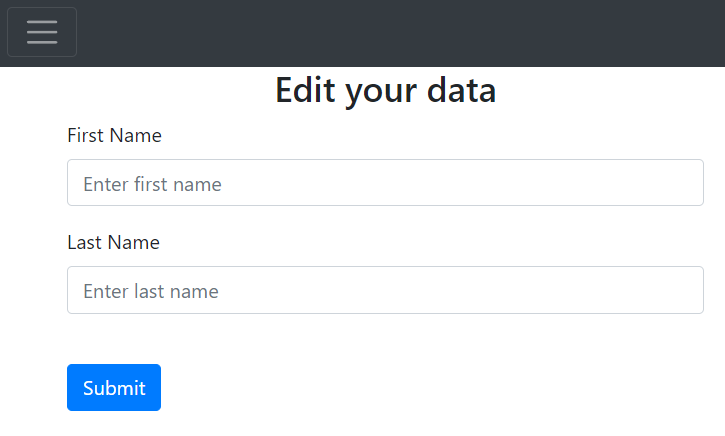 Edit your data
First Name
Enter first name
Last Name
Enter last name
Submit